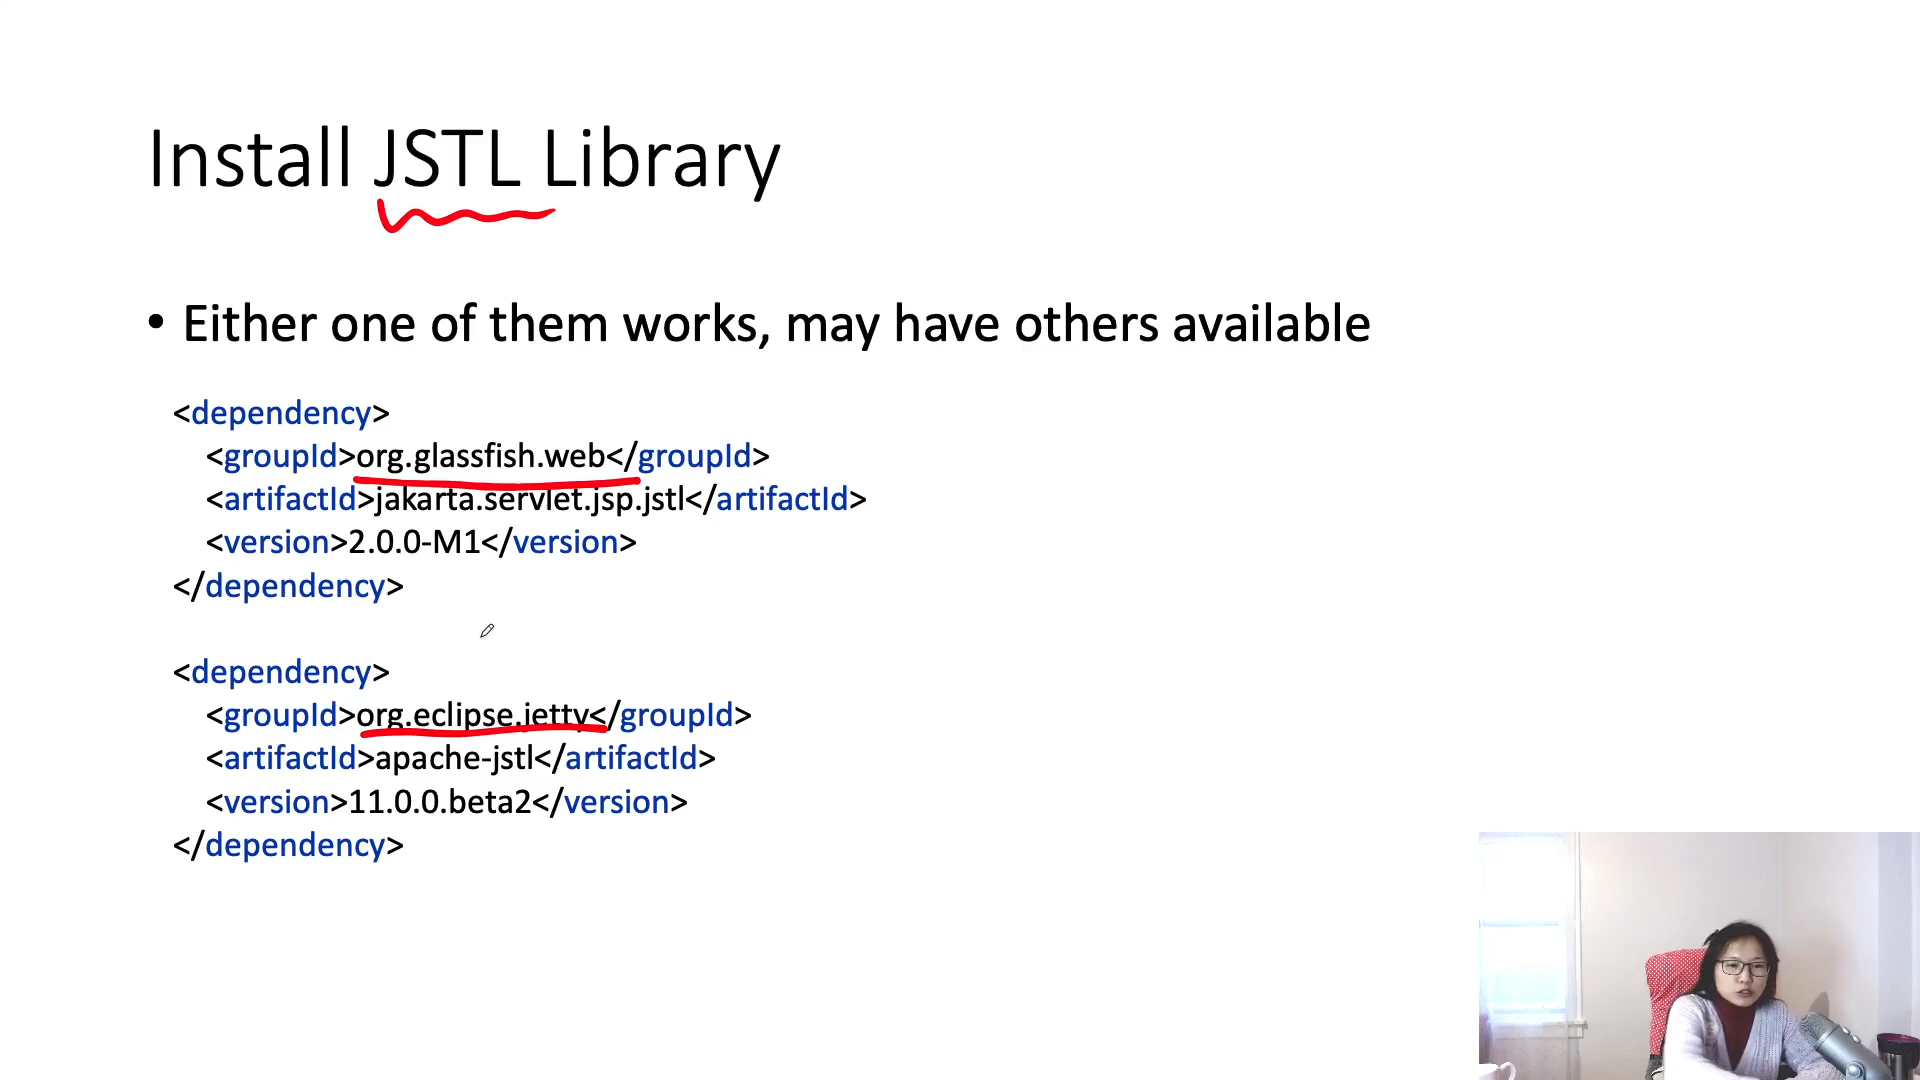 Install JSTL Library
• Either one of them works, may have others available
<dependency>
<groupId>org.glassfish.web</groupId>
<artifactId>jakarta.servlet.jsp.jstl</artifactId>
<version>2.0.0-M1</version>
</dependency>
<dependency>
<groupId>org.eclipse.jetty</groupId>
<artifactId>apache-jstl</artifactId>
<version>11.0.0.beta2</version>
</dependency>